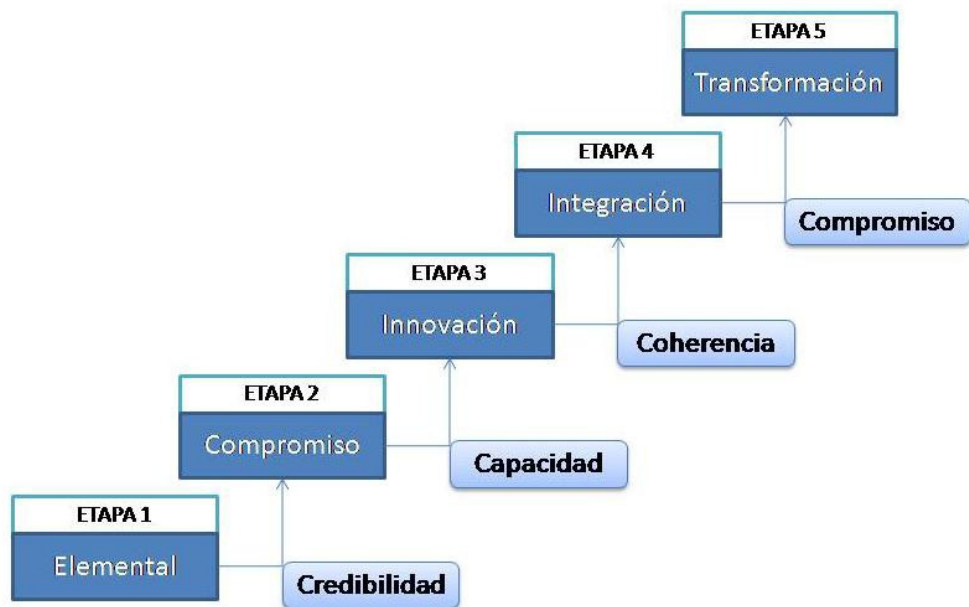 ETAPA 5
Transformación
ETAPA 4
Integración
Compromiso
ETAPA 3
Innovación
Coherencia
ETAPA 2
Compromiso
Capacidad
ETAPA 1
Elemental
Credibilidad